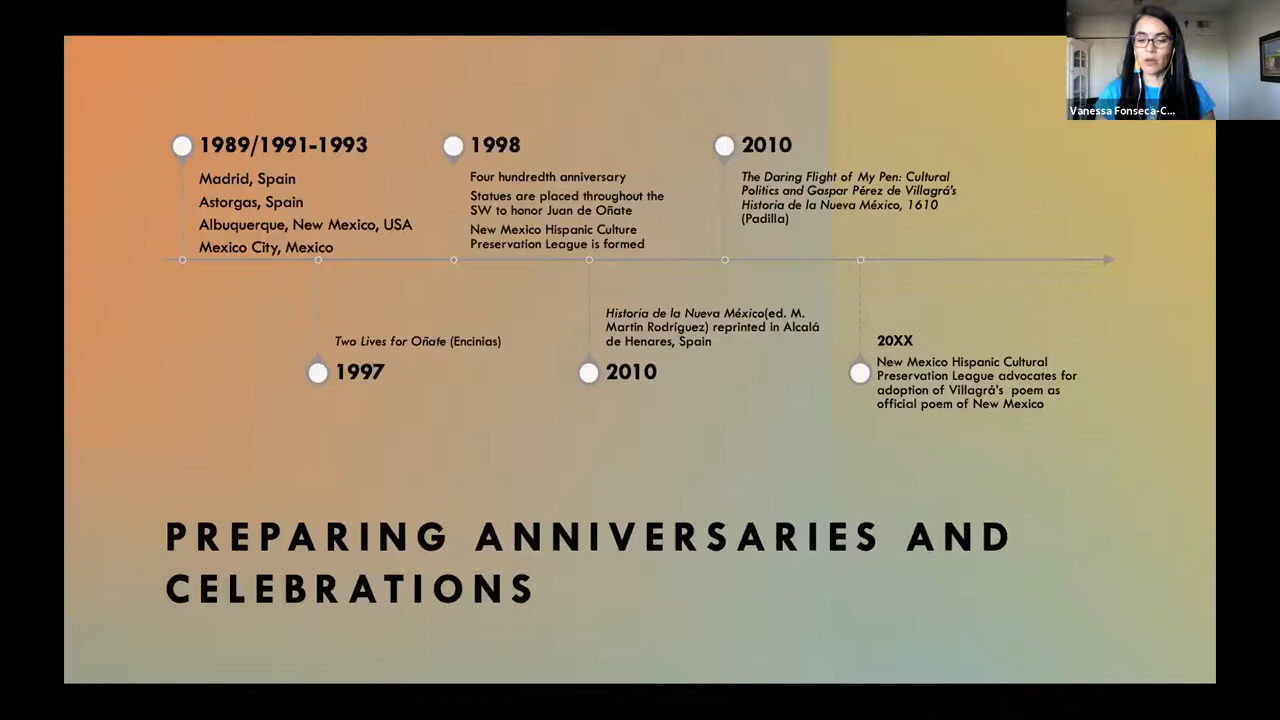 Vanessa Fonseca-C...
1989/1991-1993
Madrid, Spain
Astorgas, Spain
Albuquerque, New Mexico, USA
Mexico City, Mexico
1998
Four hundredth anniversary
Statues are placed throughout the
SW to honor Juan de Oñate
New Mexico Hispanic Culture
Preservation League is formed
2010
The Daring Flight of My Pen: Cultural
Politics and Gaspar Pérez de Villagrá's
Historia de la Nueva México, 1610
(Padilla)
Two Lives for Oñate (Encinias)
1997
Historia de la Nueva México(ed. M.
Martin Rodríguez) reprinted in Alcalá
de Henares, Spain
2010
20XX
New Mexico Hispanic Cultural
Preservation League advocates for
adoption of Villagrá's poem as
official poem of New Mexico
PREPARING ANNIVERSARIES AND
CELEBRATIONS